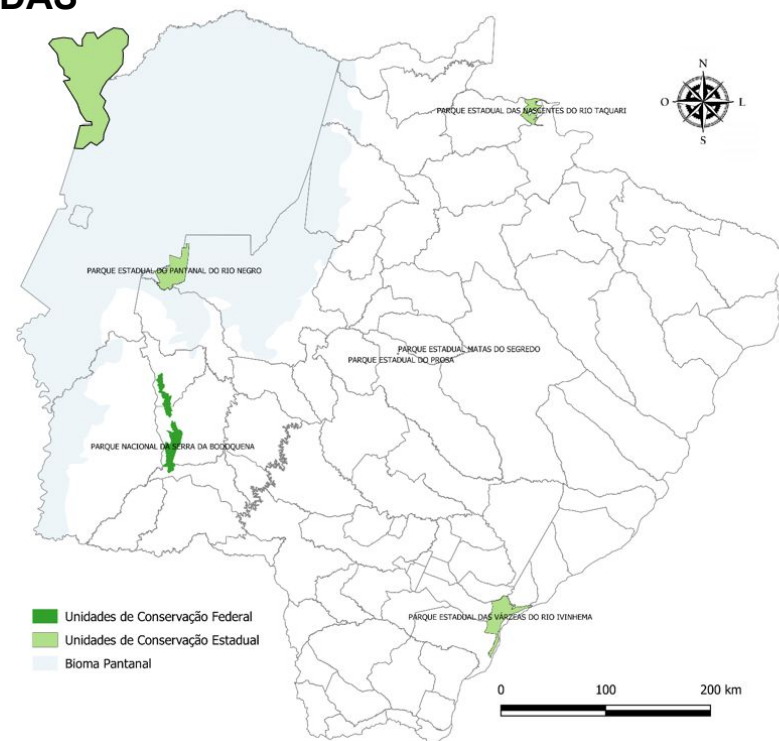 DAS
N
O
L
S
PARQUE ESTADUAL DAS NASCENTES DO RIO TAQUARI
PARQUE ESTADUAL DO PANTANAL DO RIO NEGRO
PARQUE ESTADUAL MATAS DO SEGREDO
PARQUE ESTADUAL DO PROSA
PARQUE NACIONAL DA SERRA DA BODOQUENA
Unidades de Conservação Federal
PARQUE ESTADUAL DAS VÁRZEAS DO RIO IVINHEMA
Unidades de Conservação Estadual
Bioma Pantanal
0 100 200 km